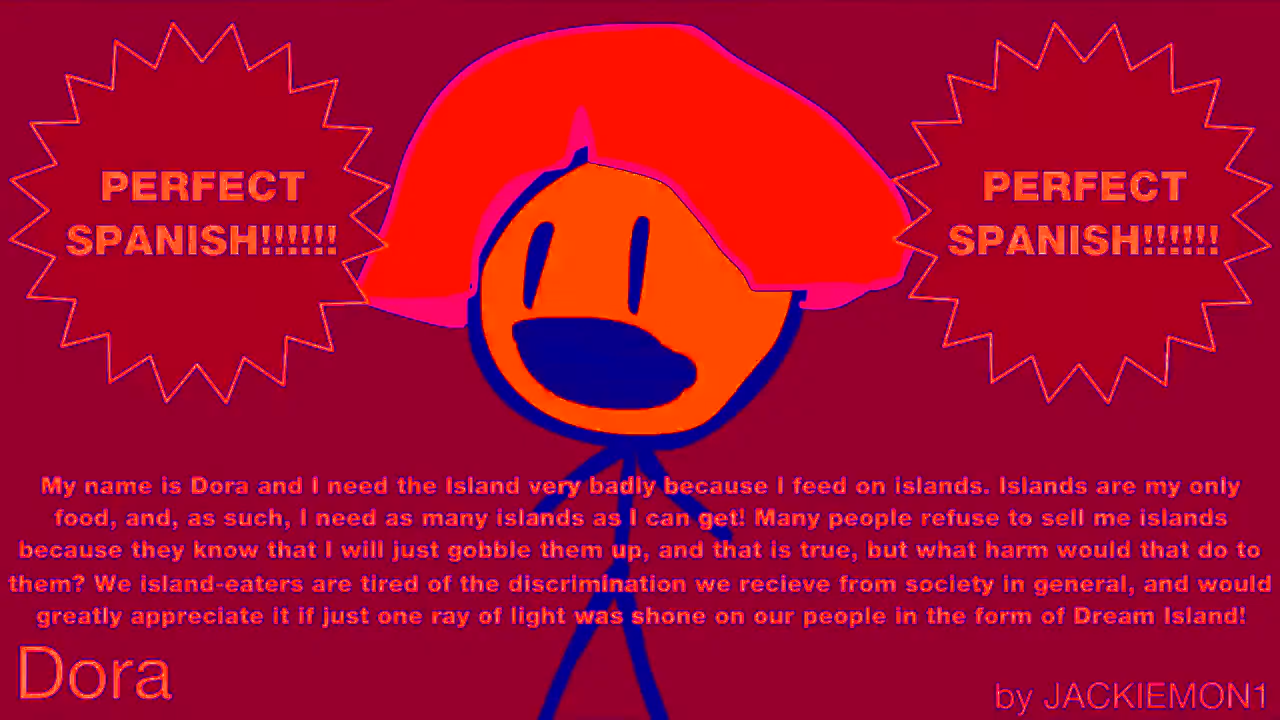 PERFECT
SPANISH!!!!!!
PERFECT
SPANISH!!!!!!
My name is Dora and I need the Island very badly because I feed on islands. Islands are my only
food, and, as such, I need as many islands as I can get! Many people refuse to sell me islands
because they know that I will just gobble them up, and that is true, but what harm would that do to
them? We island-eaters are tired of the discrimination we recieve from society in general, and would
greatly appreciate it if just one ray of light was shone on our people in the form of Dream Island!
Dora
by JACKIEMON1